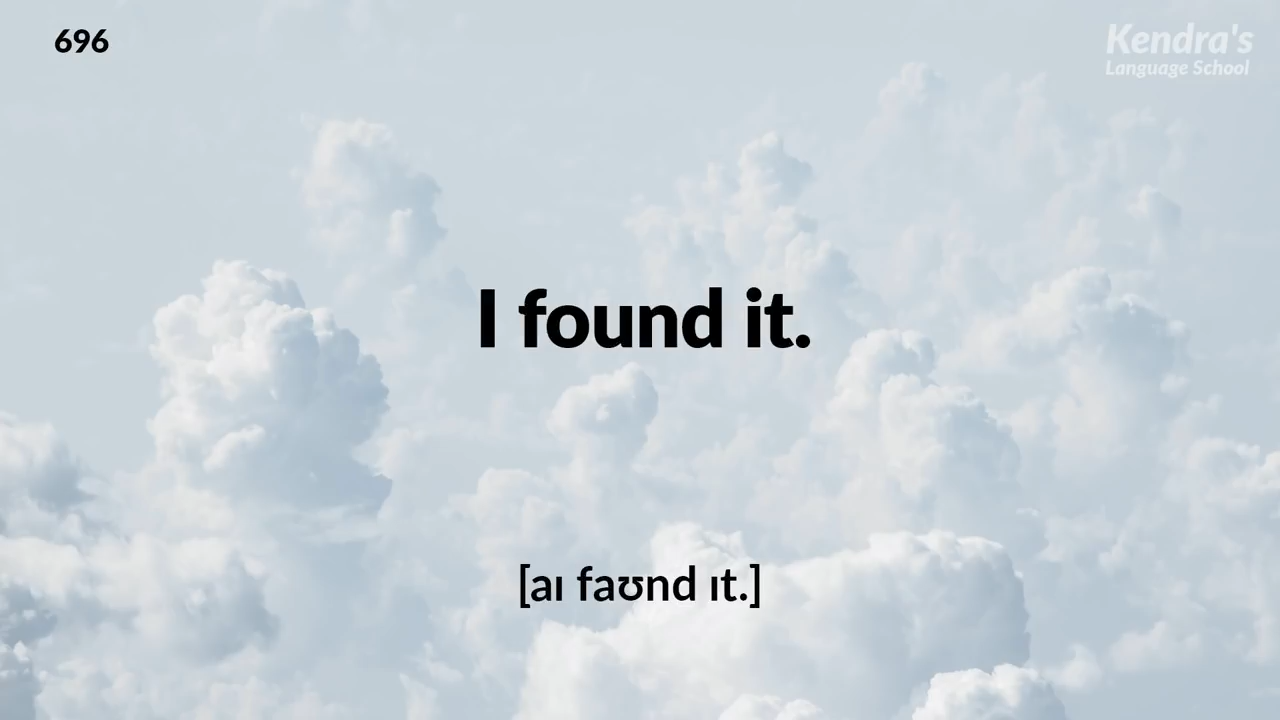 696
Kendra's
Language School
I found it.
[aɪ faʊnd ɪt.]